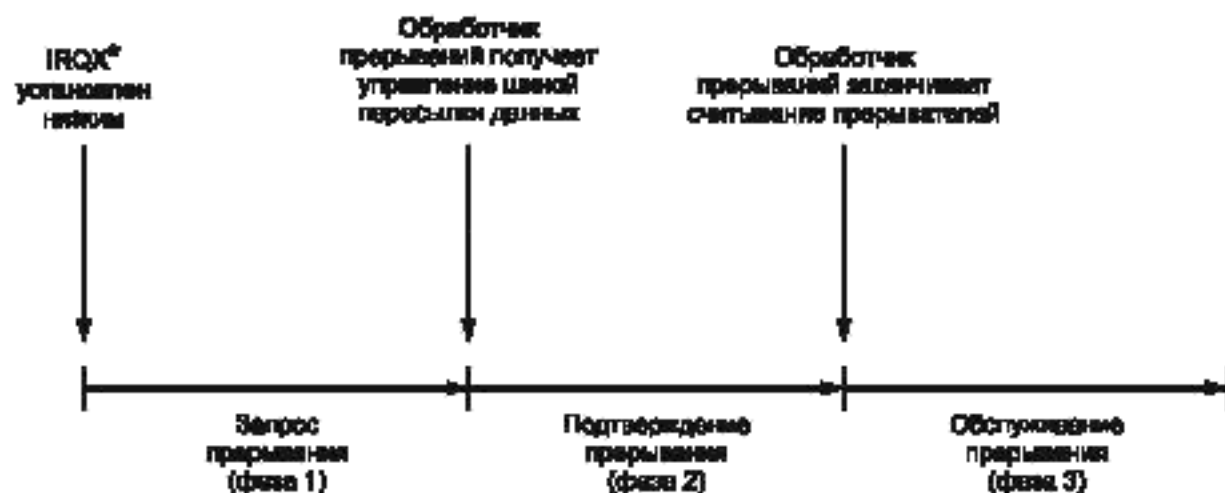 IRQX*
установлен
низким
Обработчик
прерываний получает
управление шиной
пересылки данных
Обработчик
прерываний заканчивает
считывание прерывателей
Запрос
прерывания
(фаза 1)
Подтверждение
прерывания
(фаза 2)
Обслуживание
прерывания
(фаза 3)